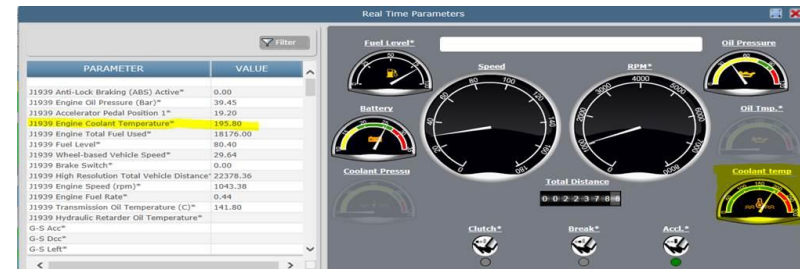 Real Time Parameters
Filter
PARAMETER VALUE
J1939 Anti-Lock Braking (ABS) Active* 0.00
J1939 Engine Oil Pressure (Bar)* 39.45
J1939 Accelerator Pedal Position 1* 19.20
J1939 Engine Coolant Temperature* 195.80
J1939 Engine Total Fuel Used* 18176.00
J1939 Fuel Level* 80.40
J1939 Wheel-based Vehicle Speed* 29.64
J1939 Brake Switch* 0.00
J1939 High Resolution Total Vehicle Distance* 22378.36
J1939 Engine Speed (rpm)* 1043.38
J1939 Engine Fuel Rate* 0.44
J1939 Transmission Oil Temperature (C)* 141.80
J1939 Hydraulic Retarder Oil Temperature*
G-S Acc*
G-S Dcc*
G-S Left*
Fuel Level*
Oil Pressure
Speed
RPM*
Battery
Oil Tmp.*
Coolant Pressu
Coolant temp
Total Distance
Clutch*
Break*
Accl.*